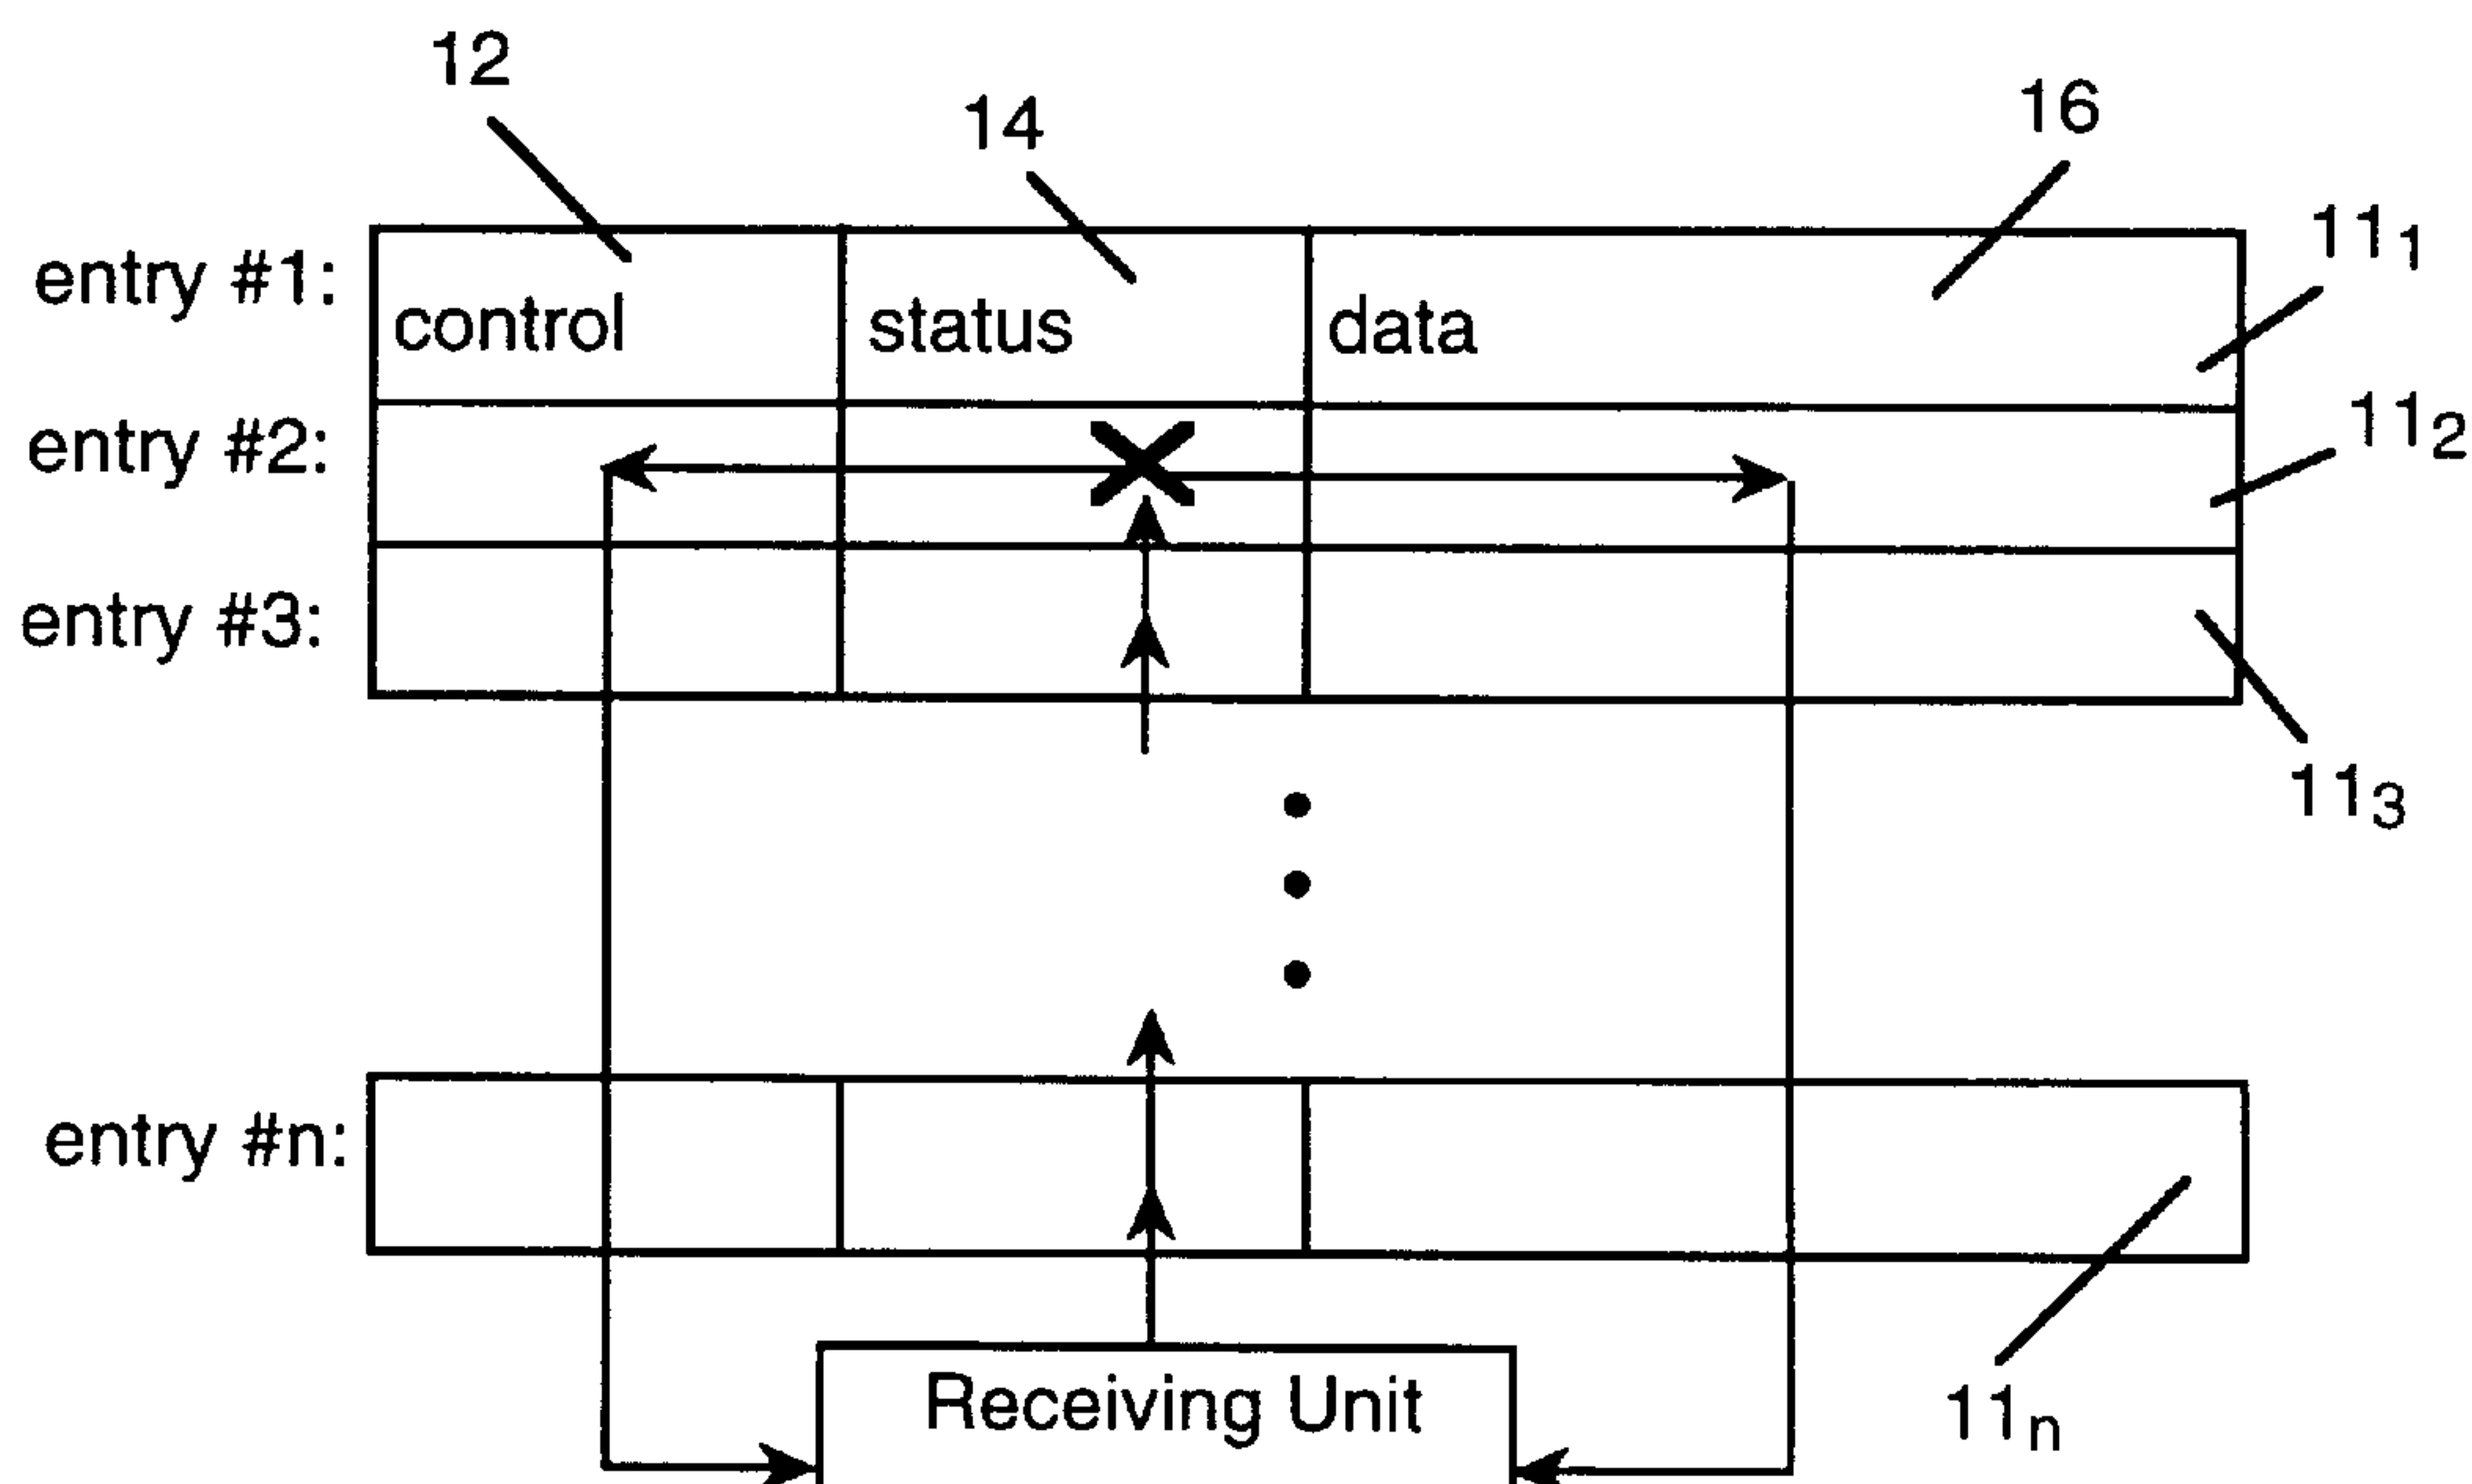 12
14
16
entry #1:
control
status
data
11₁
entry #2:
11₂
entry #3:
11₃
entry #n:
11ₙ
Receiving Unit